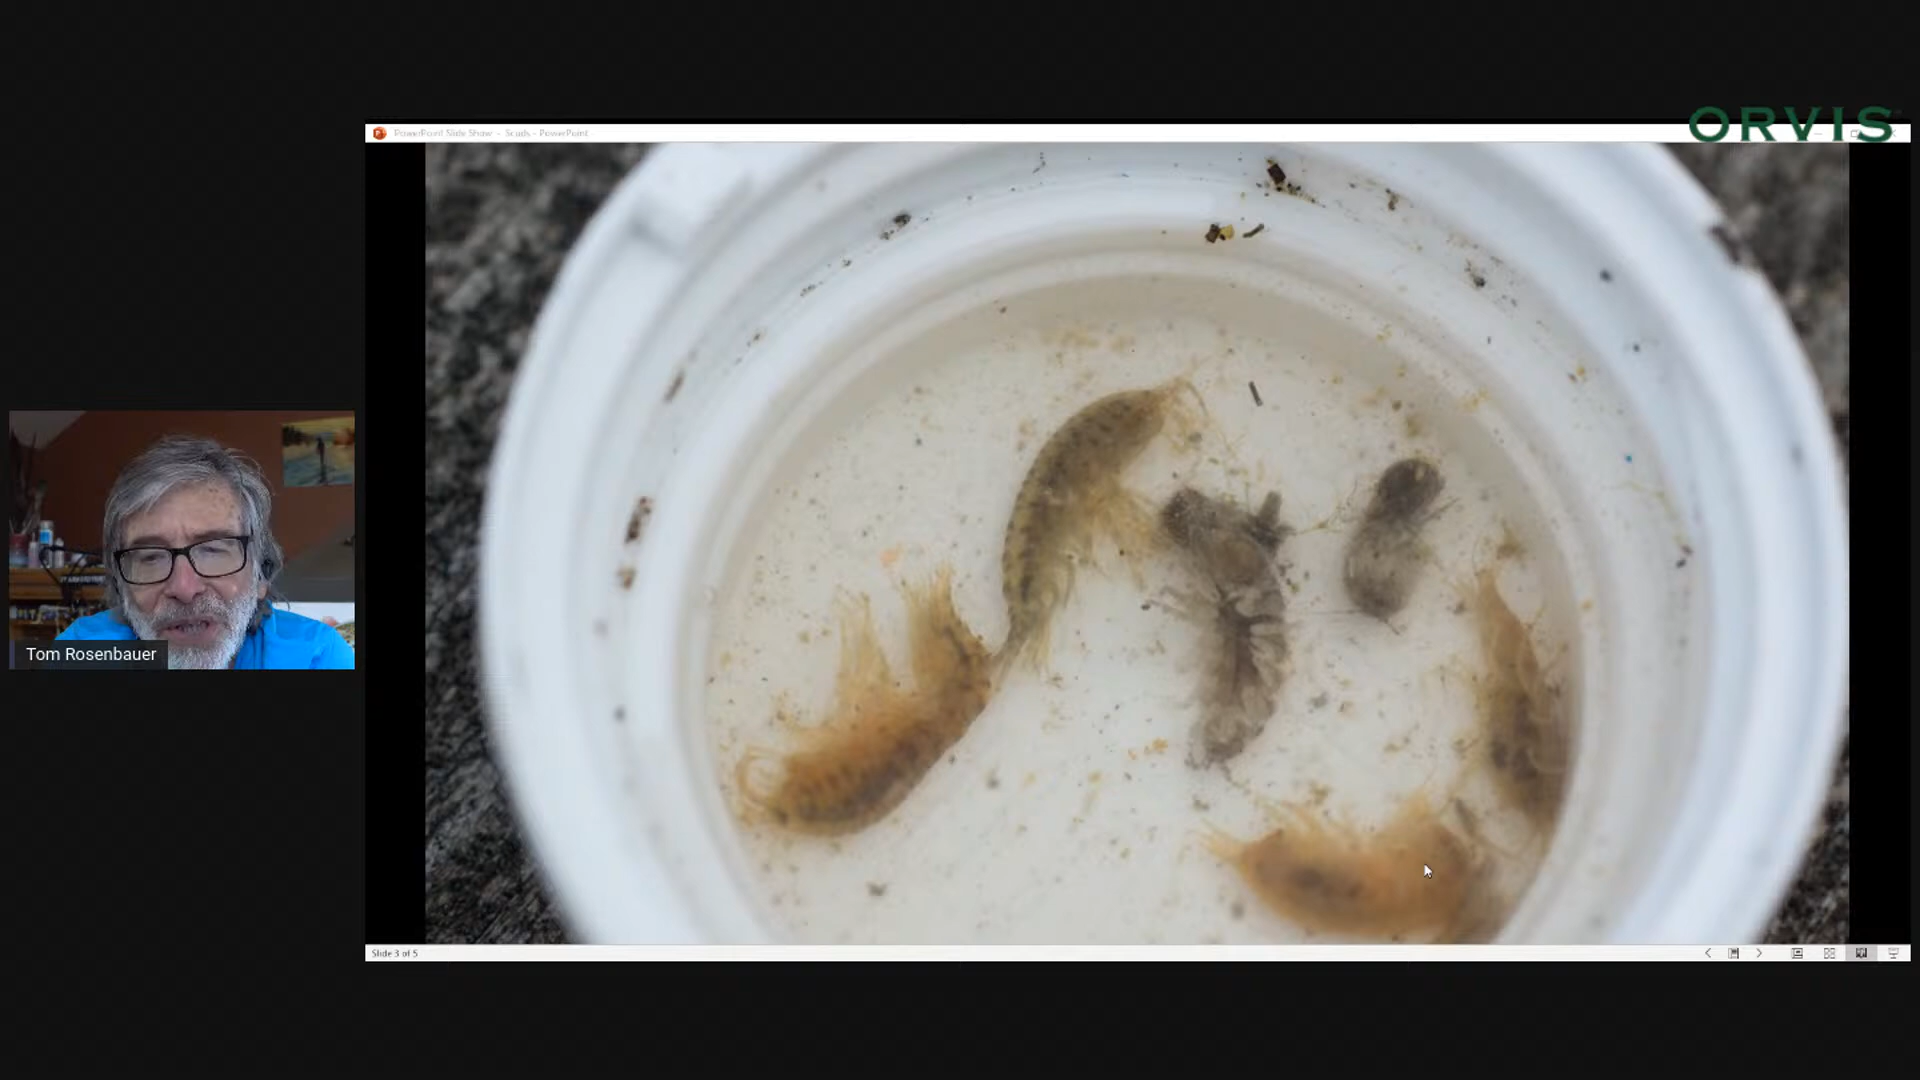 ORVIS
PowerPoint Slide Show - Scuds - PowerPoint
Tom Rosenbauer
Slide 3 of 5